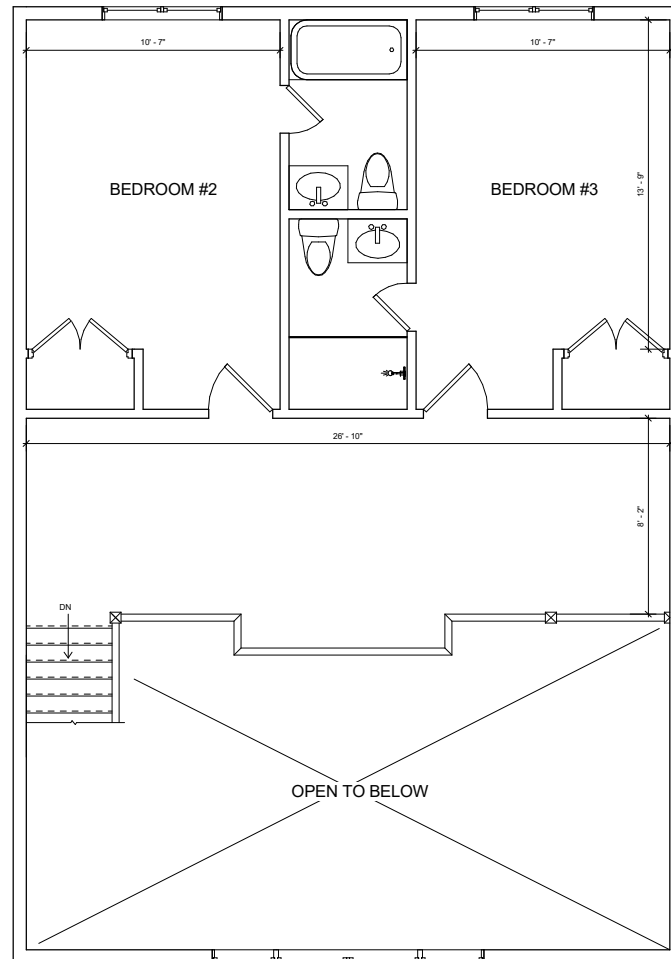 10' - 7"
10' - 7"
BEDROOM #2
BEDROOM #3
13' - 9"
26' - 10"
8' - 2"
DN
OPEN TO BELOW